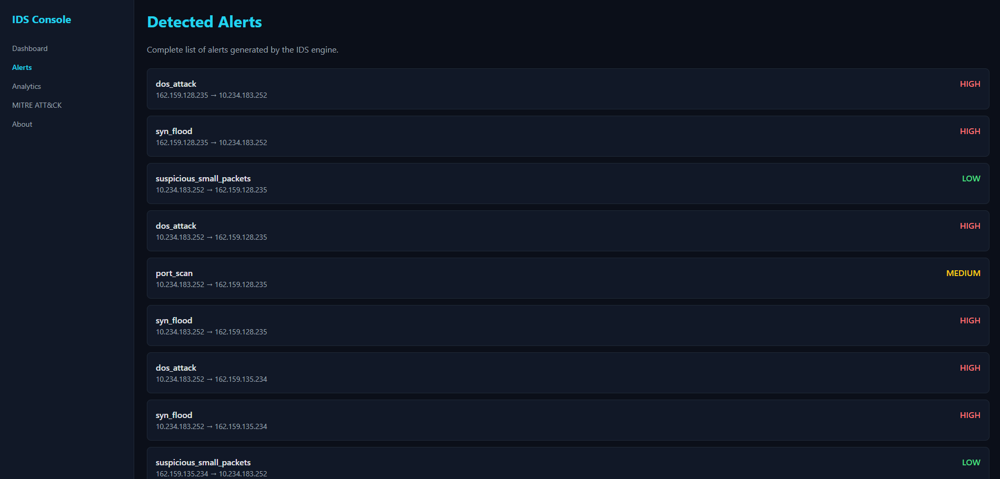 IDS Console
Dashboard
Alerts
Analytics
MITRE ATT&CK
About
Detected Alerts
Complete list of alerts generated by the IDS engine.
dos_attack
HIGH
162.159.128.235 → 10.234.183.252
syn_flood
HIGH
162.159.128.235 → 10.234.183.252
suspicious_small_packets
LOW
10.234.183.252 → 162.159.128.235
dos_attack
HIGH
10.234.183.252 → 162.159.128.235
port_scan
MEDIUM
10.234.183.252 → 162.159.128.235
syn_flood
HIGH
10.234.183.252 → 162.159.128.235
dos_attack
HIGH
10.234.183.252 → 162.159.135.234
syn_flood
HIGH
10.234.183.252 → 162.159.135.234
suspicious_small_packets
LOW
162.159.135.234 → 10.234.183.252